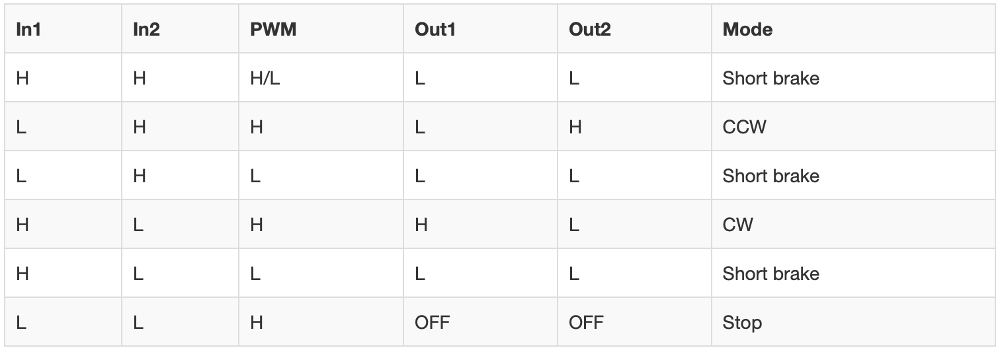 In1 In2 PWM Out1 Out2 Mode
H H H/L L L Short brake
L H H L H CCW
L H L L L Short brake
H L H H L CW
H L L L L Short brake
L L H OFF OFF Stop